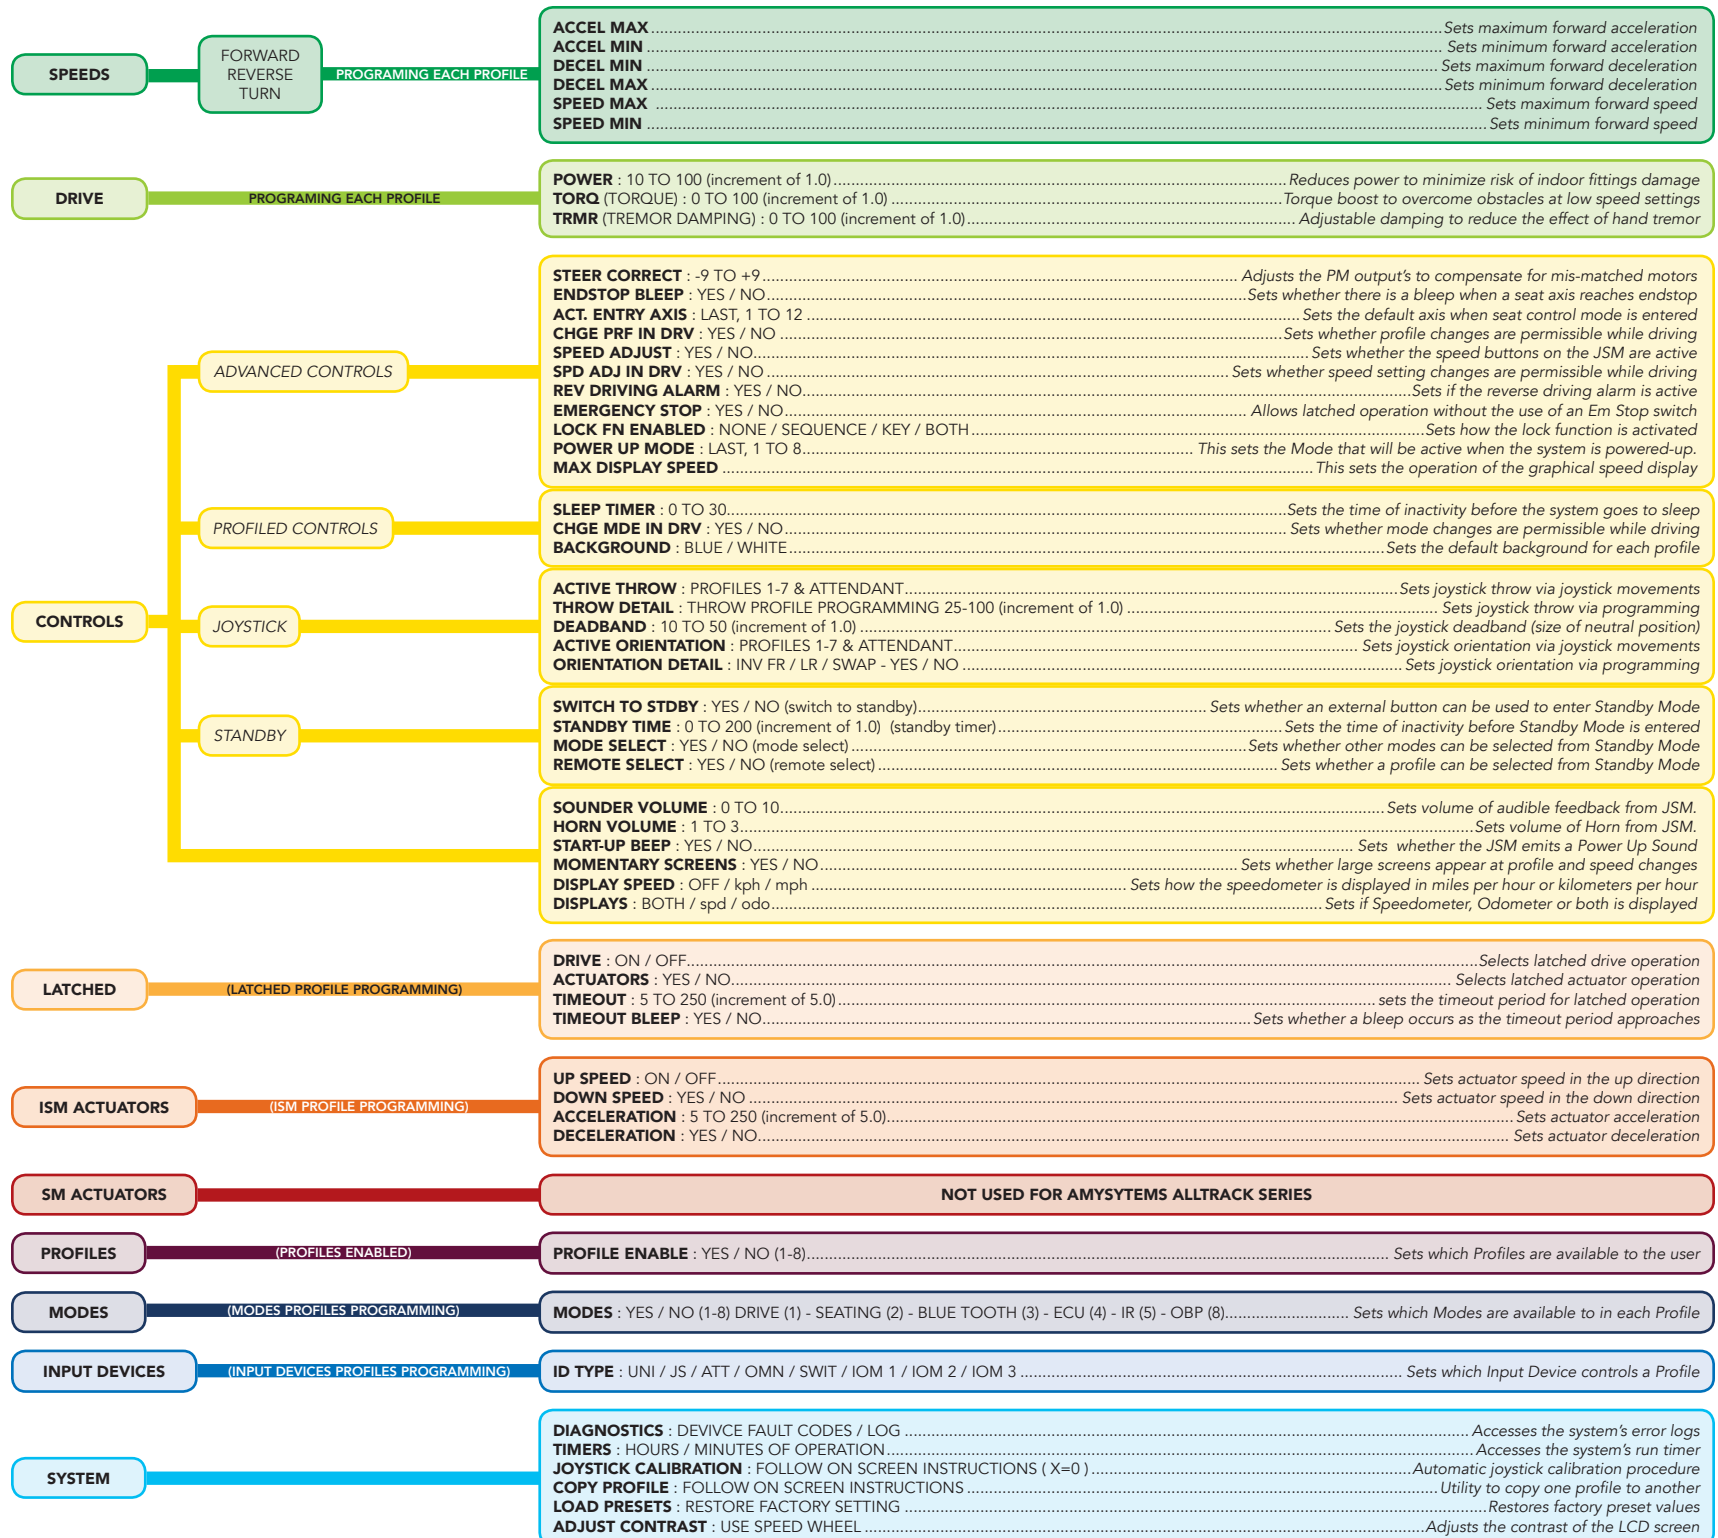 SPEEDS
FORWARD
REVERSE
TURN
PROGRAMING EACH PROFILE
ACCEL MAX Sets maximum forward acceleration
ACCEL MIN Sets minimum forward acceleration
DECEL MIN Sets maximum forward deceleration
DECEL MAX Sets minimum forward deceleration
SPEED MAX Sets maximum forward speed
SPEED MIN Sets minimum forward speed
DRIVE
PROGRAMING EACH PROFILE
POWER : 10 TO 100 (increment of 1.0) Reduces power to minimize risk of indoor fittings damage
TORQ (TORQUE) : 0 TO 100 (increment of 1.0) Torque boost to overcome obstacles at low speed settings
TRMR (TREMOR DAMPING) : 0 TO 100 (increment of 1.0) Adjustable damping to reduce the effect of hand tremor
CONTROLS
ADVANCED CONTROLS
STEER CORRECT : -9 TO +9 Adjusts the PM output's to compensate for mis-matched motors
ENDSTOP BLEEP : YES / NO Sets whether there is a bleep when a seat axis reaches endstop
ACT. ENTRY AXIS : LAST, 1 TO 12 Sets the default axis when seat control mode is entered
CHGE PRF IN DRV : YES / NO Sets whether profile changes are permissible while driving
SPEED ADJUST : YES / NO Sets whether the speed buttons on the JSM are active
SPD ADJ IN DRV : YES / NO Sets whether speed setting changes are permissible while driving
REV DRIVING ALARM : YES / NO Sets if the reverse driving alarm is active
EMERGENCY STOP : YES / NO Allows latched operation without the use of an Em Stop switch
LOCK FN ENABLED : NONE / SEQUENCE / KEY / BOTH Sets how the lock function is activated
POWER UP MODE : LAST, 1 TO 8 This sets the Mode that will be active when the system is powered-up.
MAX DISPLAY SPEED This sets the operation of the graphical speed display
PROFILED CONTROLS
SLEEP TIMER : 0 TO 30 Sets the time of inactivity before the system goes to sleep
CHGE MDE IN DRV : YES / NO Sets whether mode changes are permissible while driving
BACKGROUND : BLUE / WHITE Sets the default background for each profile
JOYSTICK
ACTIVE THROW : PROFILES 1-7 & ATTENDANT Sets joystick throw via joystick movements
THROW DETAIL : THROW PROFILE PROGRAMMING 25-100 (increment of 1.0) Sets joystick throw via programming
DEADBAND : 10 TO 50 (increment of 1.0) Sets the joystick deadband (size of neutral position)
ACTIVE ORIENTATION : PROFILES 1-7 & ATTENDANT Sets joystick orientation via joystick movements
ORIENTATION DETAIL : INV FR / LR / SWAP - YES / NO Sets joystick orientation via programming
STANDBY
SWITCH TO STDBY : YES / NO (switch to standby) Sets whether an external button can be used to enter Standby Mode
STANDBY TIME : 0 TO 200 (increment of 1.0) (standby timer) Sets the time of inactivity before Standby Mode is entered
MODE SELECT : YES / NO (mode select) Sets whether other modes can be selected from Standby Mode
REMOTE SELECT : YES / NO (remote select) Sets whether a profile can be selected from Standby Mode
SOUNDER VOLUME : 0 TO 10 Sets volume of audible feedback from JSM.
HORN VOLUME : 1 TO 3 Sets volume of Horn from JSM.
START-UP BEEP : YES / NO Sets whether the JSM emits a Power Up Sound
MOMENTARY SCREENS : YES / NO Sets whether large screens appear at profile and speed changes
DISPLAY SPEED : OFF / kph / mph Sets how the speedometer is displayed in miles per hour or kilometers per hour
DISPLAYS : BOTH / spd / odo Sets if Speedometer, Odometer or both is displayed
LATCHED
(LATCHED PROFILE PROGRAMMING)
DRIVE : ON / OFF Selects latched drive operation
ACTUATORS : YES / NO Selects latched actuator operation
TIMEOUT : 5 TO 250 (increment of 5.0) sets the timeout period for latched operation
TIMEOUT BLEEP : YES / NO Sets whether a bleep occurs as the timeout period approaches
ISM ACTUATORS
(ISM PROFILE PROGRAMMING)
UP SPEED : ON / OFF Sets actuator speed in the up direction
DOWN SPEED : YES / NO Sets actuator speed in the down direction
ACCELERATION : 5 TO 250 (increment of 5.0) Sets actuator acceleration
DECELERATION : YES / NO Sets actuator deceleration
SM ACTUATORS
NOT USED FOR AMYSYTEMS ALLTRACK SERIES
PROFILES
(PROFILES ENABLED)
PROFILE ENABLE : YES / NO (1-8) Sets which Profiles are available to the user
MODES
(MODES PROFILES PROGRAMMING)
MODES : YES / NO (1-8) DRIVE (1) - SEATING (2) - BLUE TOOTH (3) - ECU (4) - IR (5) - OBP (8) Sets which Modes are available to in each Profile
INPUT DEVICES
(INPUT DEVICES PROFILES PROGRAMMING)
ID TYPE : UNI / JS / ATT / OMN / SWIT / IOM 1 / IOM 2 / IOM 3 Sets which Input Device controls a Profile
SYSTEM
DIAGNOSTICS : DEVIVCE FAULT CODES / LOG Accesses the system's error logs
TIMERS : HOURS / MINUTES OF OPERATION Accesses the system's run timer
JOYSTICK CALIBRATION : FOLLOW ON SCREEN INSTRUCTIONS ( X=0 ) Automatic joystick calibration procedure
COPY PROFILE : FOLLOW ON SCREEN INSTRUCTIONS Utility to copy one profile to another
LOAD PRESETS : RESTORE FACTORY SETTING Restores factory preset values
ADJUST CONTRAST : USE SPEED WHEEL Adjusts the contrast of the LCD screen